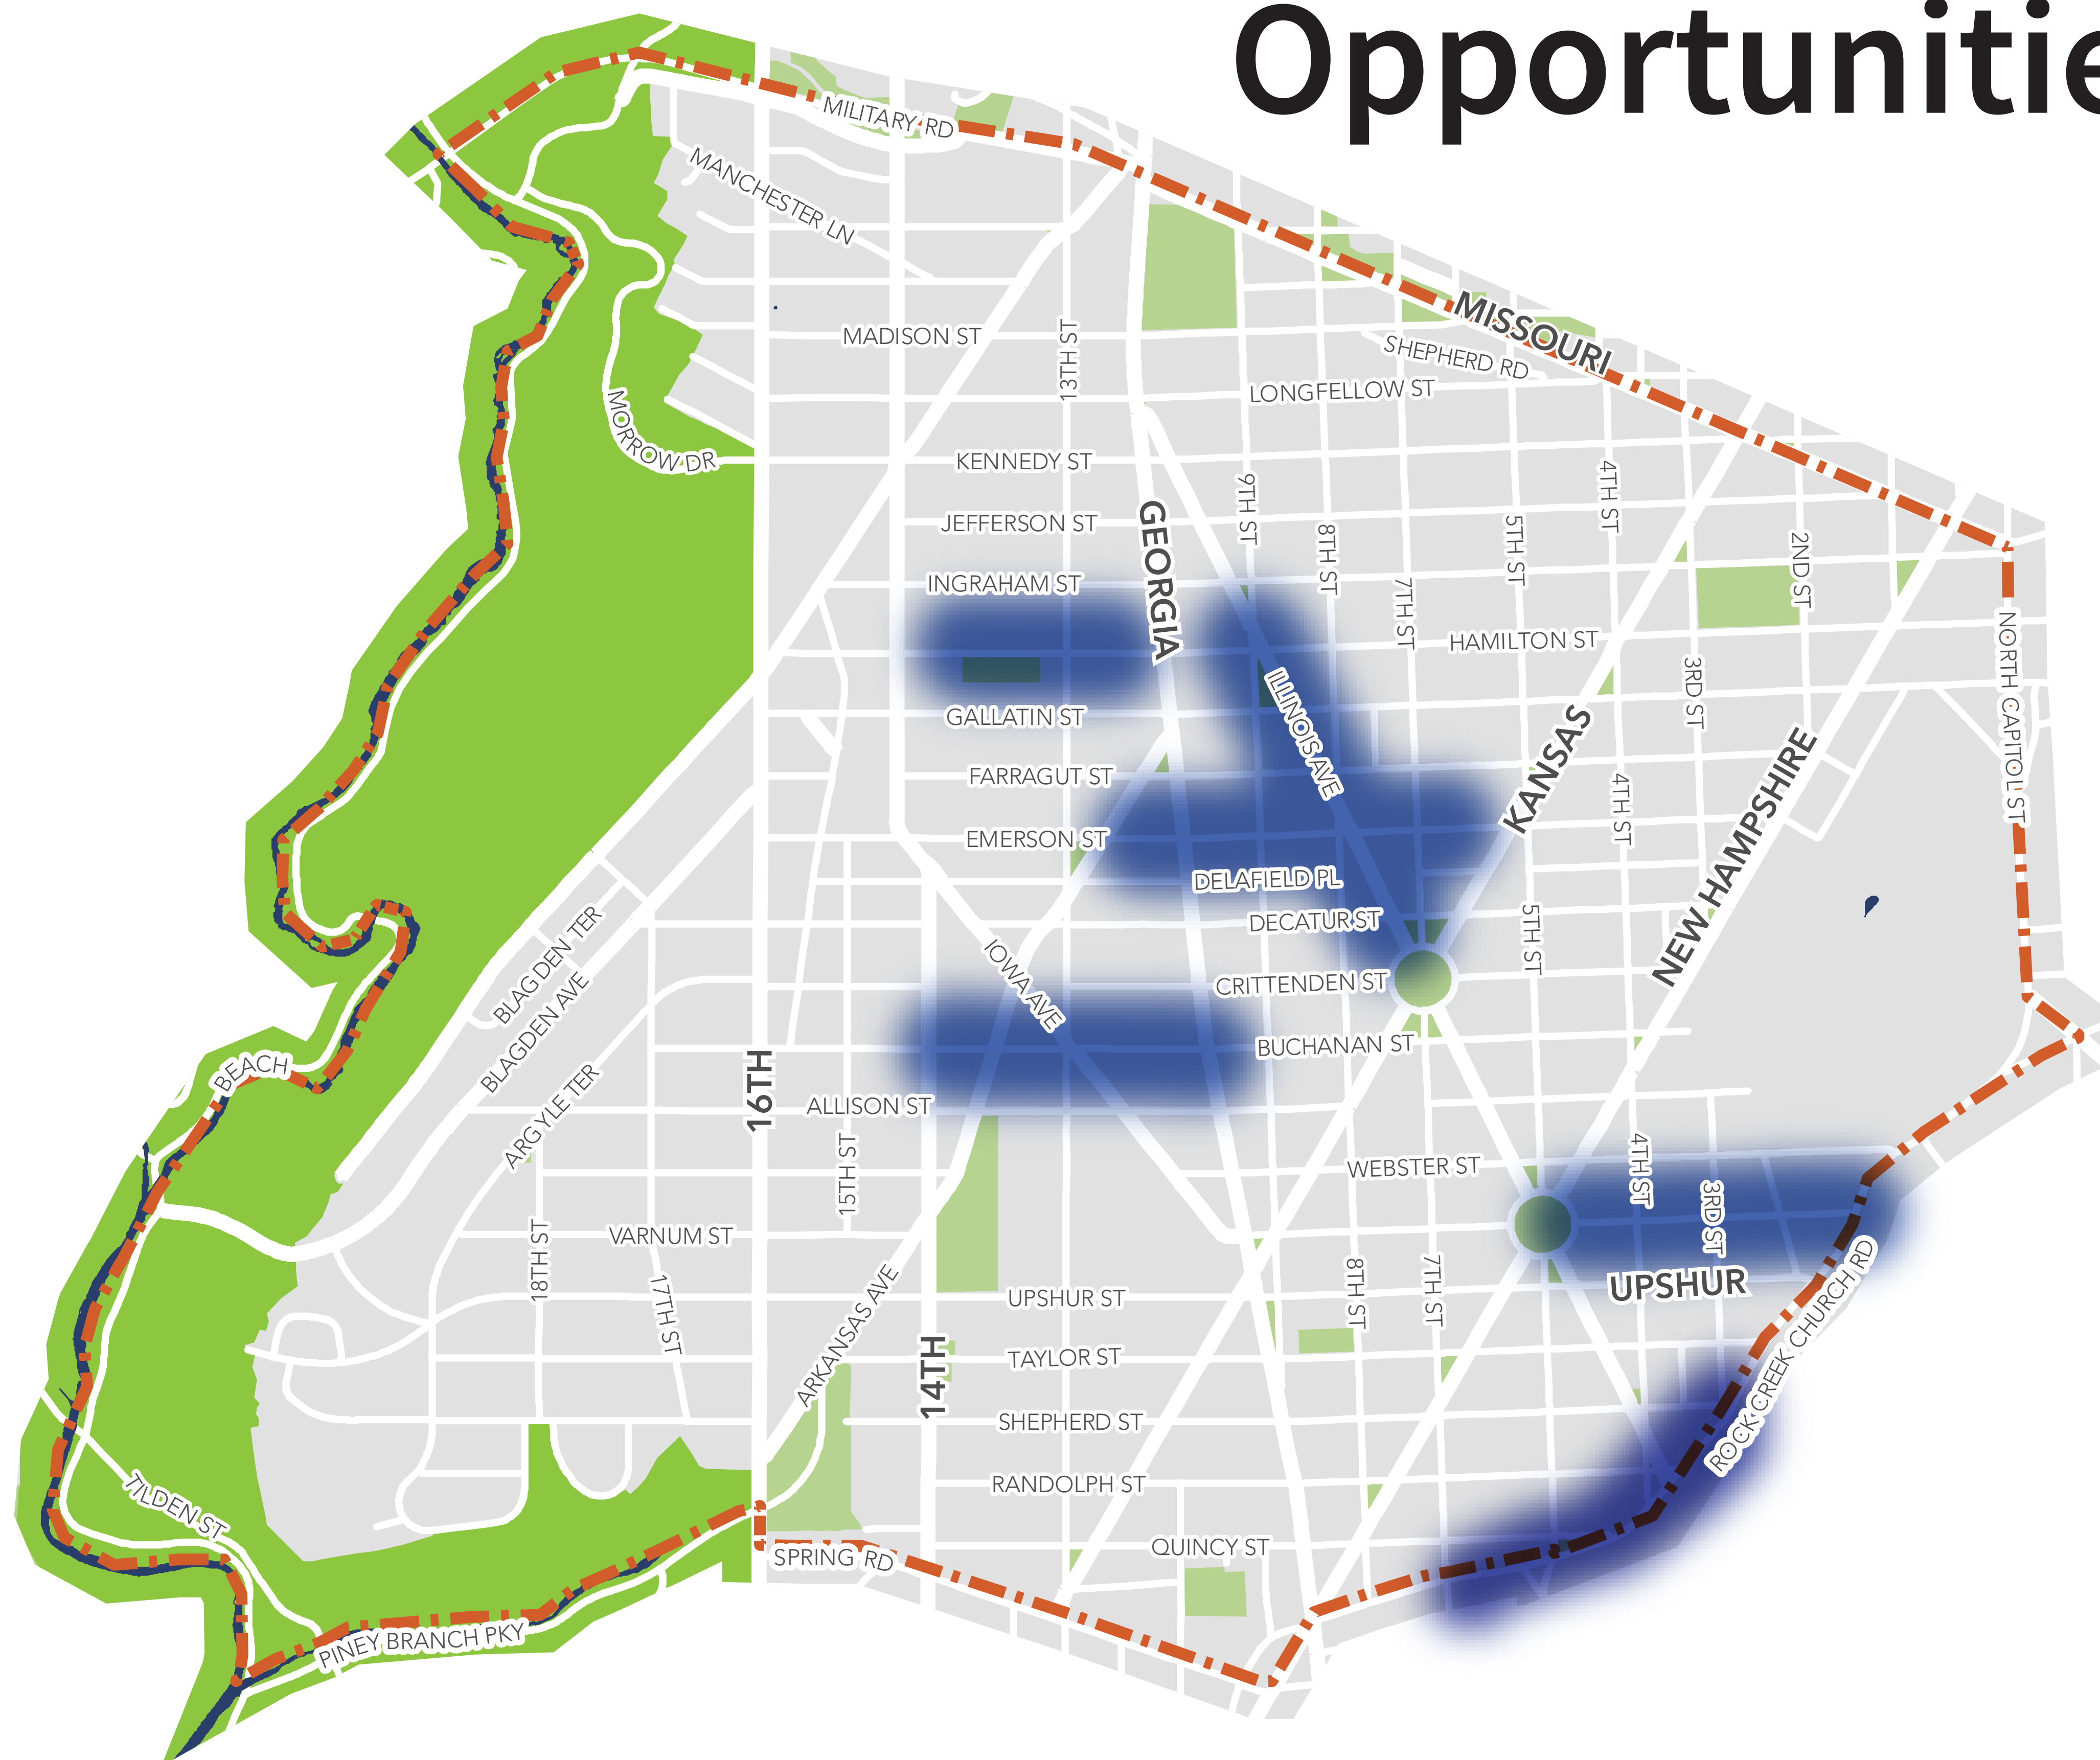 Opportunitie
MILITARY RD
MANCHESTER LN
MISSOURI
MADISON ST
13TH ST
SHEPHERD RD
LONGFELLOW ST
MORROW DR
KENNEDY ST
9TH ST
4TH ST
JEFFERSON ST
GEORGIA
8TH ST
5TH ST
2ND ST
INGRAHAM ST
7TH ST
HAMILTON ST
NORTH CAPITOL ST
3RD ST
GALLATIN ST
ILLINOIS AVE
KANSAS
FARRAGUT ST
4TH ST
NEW HAMPSHIRE
EMERSON ST
DELAFIELD PL
DECATUR ST
5TH ST
BLAGDEN TER
IOWA AVE
CRITTENDEN ST
BLAGDEN AVE
BUCHANAN ST
BEACH
16TH
ARGYLE TER
ALLISON ST
15TH ST
WEBSTER ST
4TH ST
3RD ST
18TH ST
VARNUM ST
UPSHUR
ROCK CREEK CHURCH RD
17TH ST
ARKANSAS AVE
UPSHUR ST
8TH ST
7TH ST
14TH
TAYLOR ST
SHEPHERD ST
TILDEN ST
RANDOLPH ST
SPRING RD
QUINCY ST
PINEY BRANCH PKY